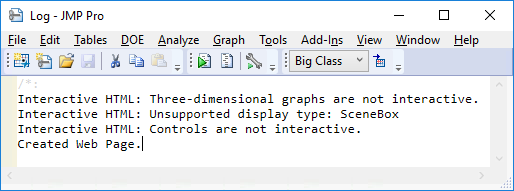 Log - JMP Pro
File Edit Tables DOE Analyze Graph Tools Add-Ins View Window Help
Big Class
/*:
Interactive HTML: Three-dimensional graphs are not interactive.
Interactive HTML: Unsupported display type: SceneBox
Interactive HTML: Controls are not interactive.
Created Web Page.